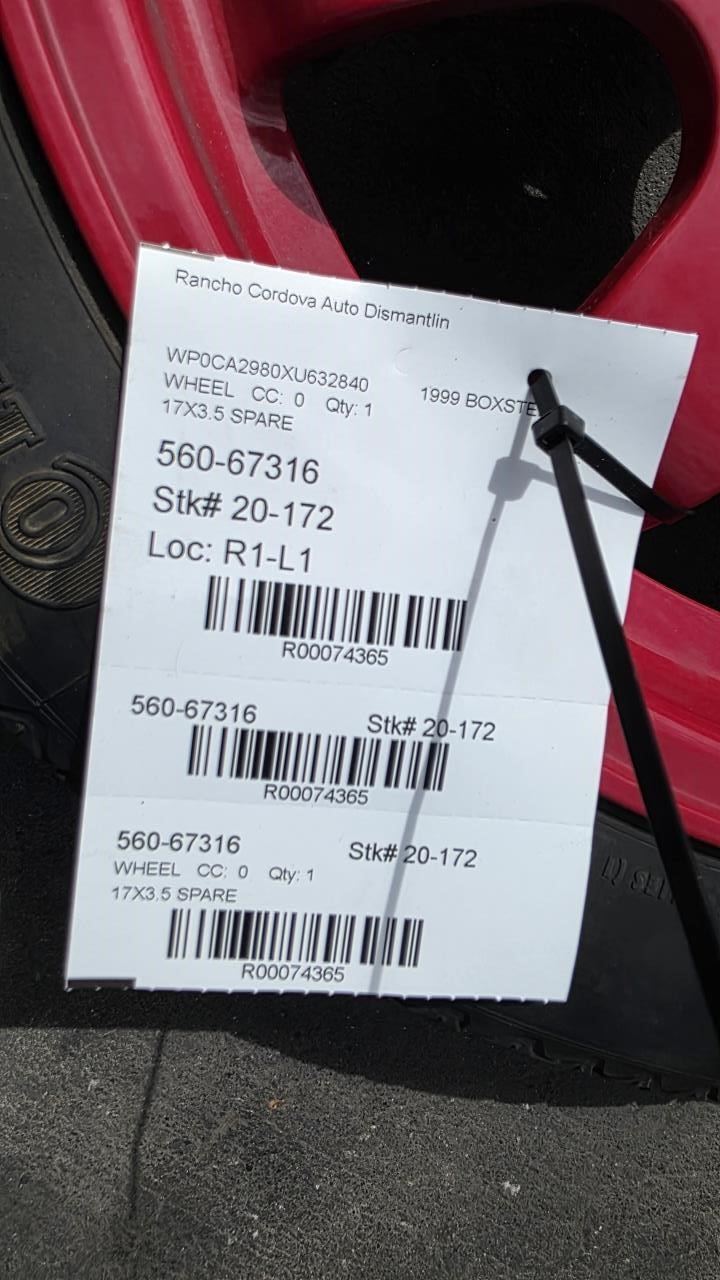 Rancho Cordova Auto Dismantlin
WP0CA2980XU632840
1999 BOXSTE
WHEEL CC: 0 Qty: 1
17X3.5 SPARE
560-67316
Stk# 20-172
Loc: R1-L1
R00074365
560-67316 Stk# 20-172
R00074365
560-67316 Stk# 20-172
WHEEL CC: 0 Qty: 1
17X3.5 SPARE
R00074365